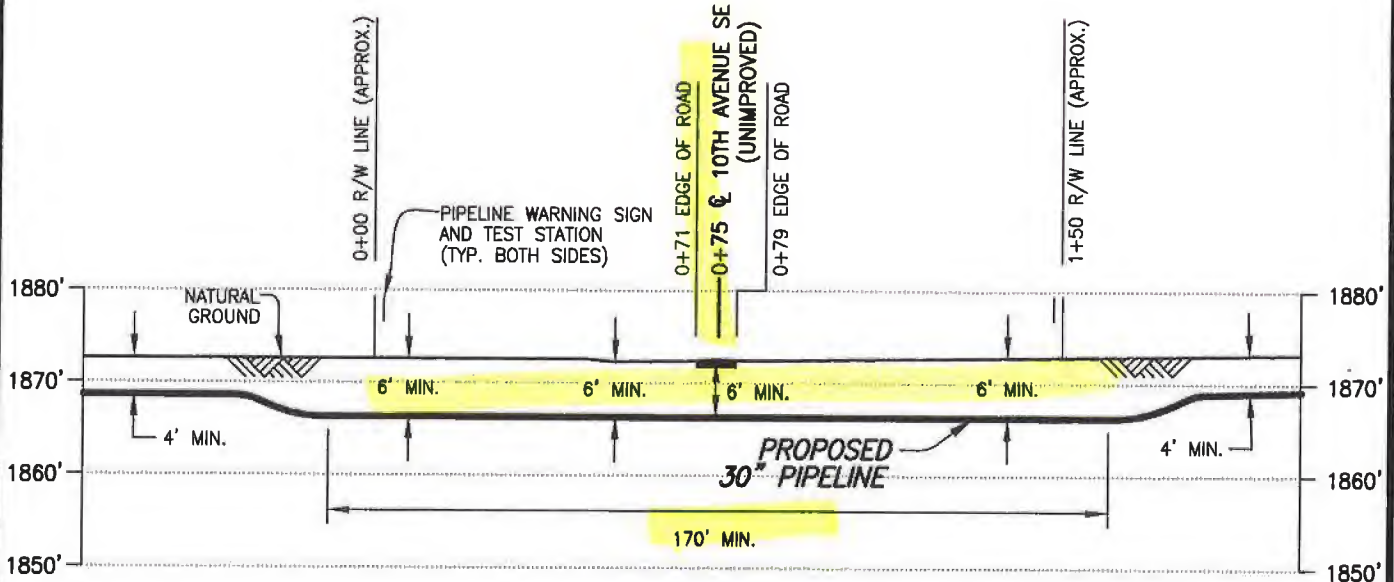 0+00 R/W LINE (APPROX.)
0+71 EDGE OF ROAD
0+75 ℄ 10TH AVENUE SE
(UNIMPROVED)
0+79 EDGE OF ROAD
1+50 R/W LINE (APPROX.)
PIPELINE WARNING SIGN
AND TEST STATION
(TYP. BOTH SIDES)
1880'
1880'
NATURAL
GROUND
1870'
1870'
6' MIN.
6' MIN.
6' MIN.
6' MIN.
4' MIN.
4' MIN.
PROPOSED
30" PIPELINE
1860'
1860'
170' MIN.
1850'
1850'